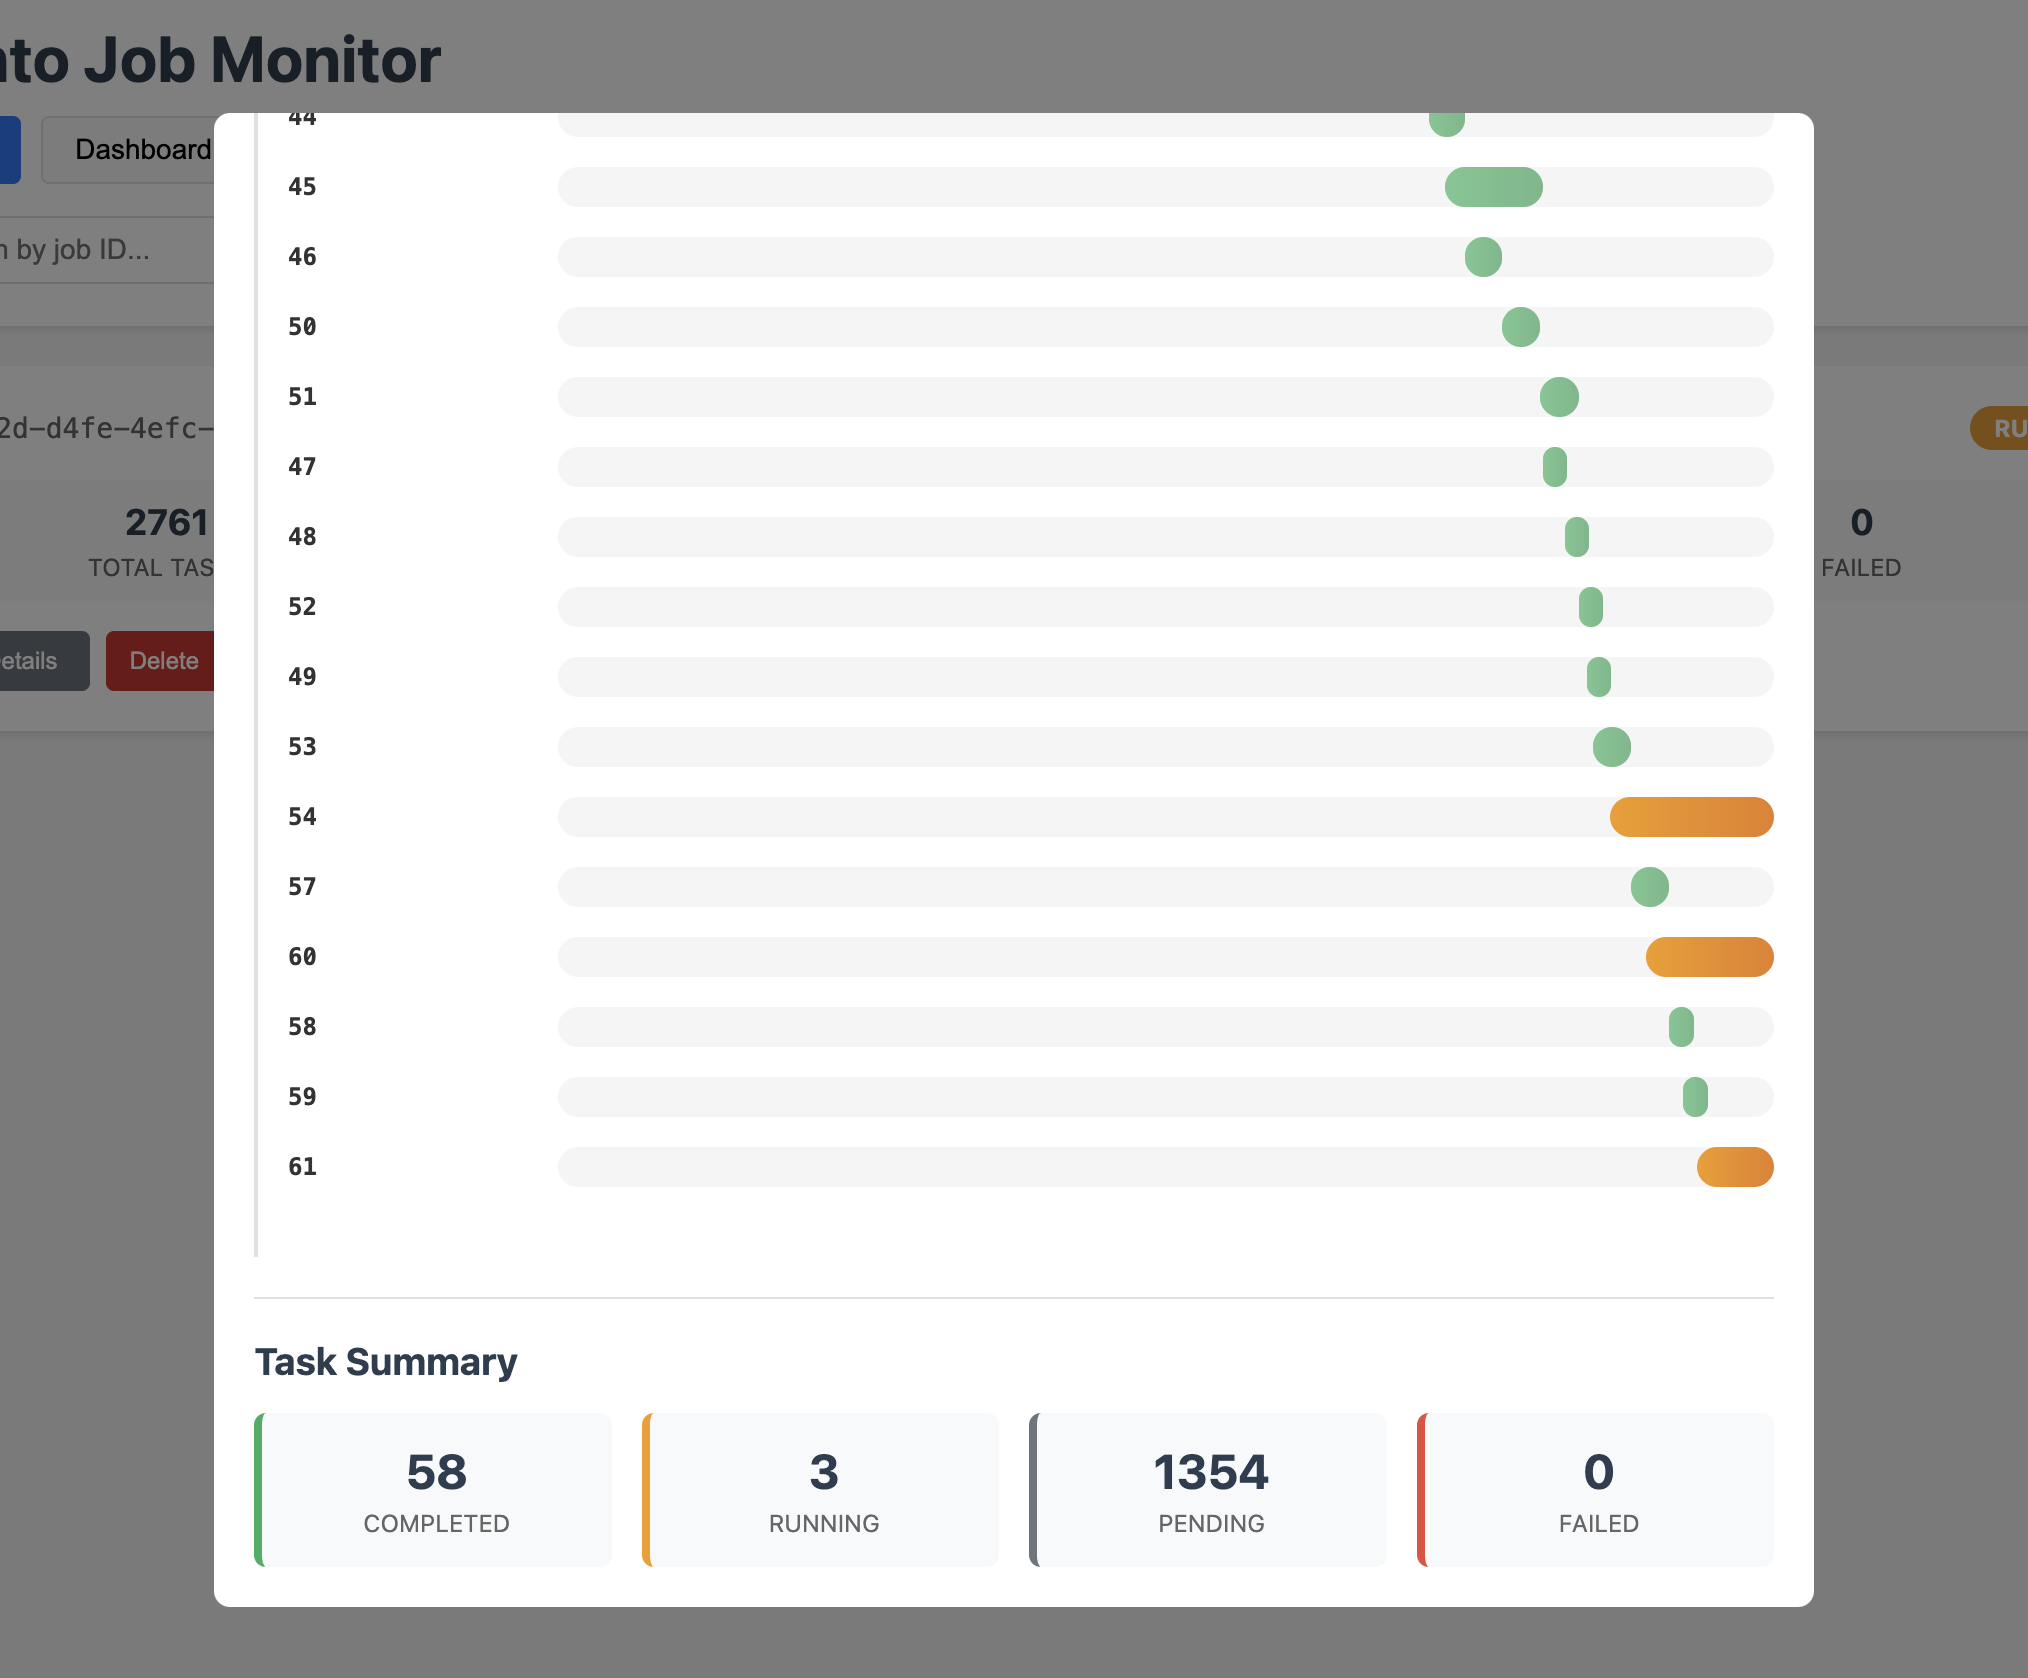 nto Job Monitor
Dashboard
n by job ID...
2d-d4fe-4efc-
RU
2761
TOTAL TAS
0
FAILED
etails
Delete
44
45
46
50
51
47
48
52
49
53
54
57
60
58
59
61
Task Summary
58
COMPLETED
3
RUNNING
1354
PENDING
0
FAILED